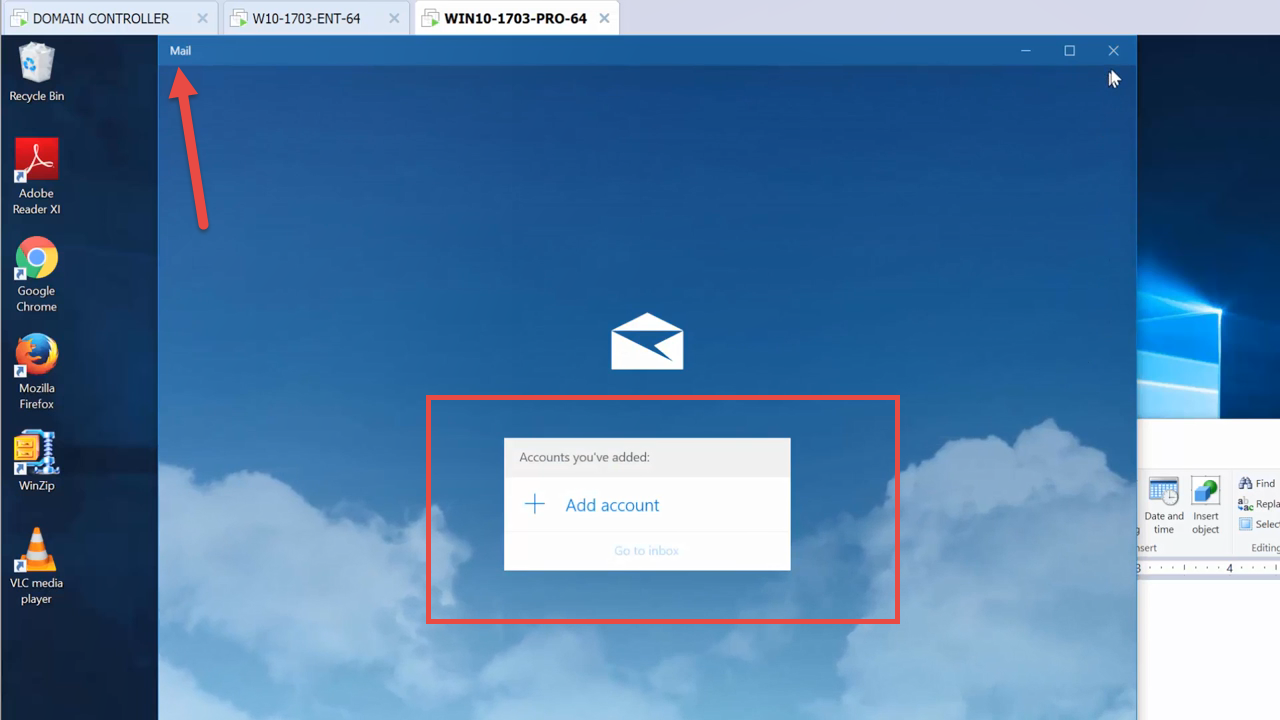 DOMAIN CONTROLLER
W10-1703-ENT-64
WIN10-1703-PRO-64
Mail
Recycle Bin
Adobe
Reader XI
Google
Chrome
Mozilla
Firefox
WinZip
VLC media
player
Accounts you've added:
Add account
Go to inbox
Date and
time
Insert
object
Find
Repla
Select
nsert
Editing
3
4